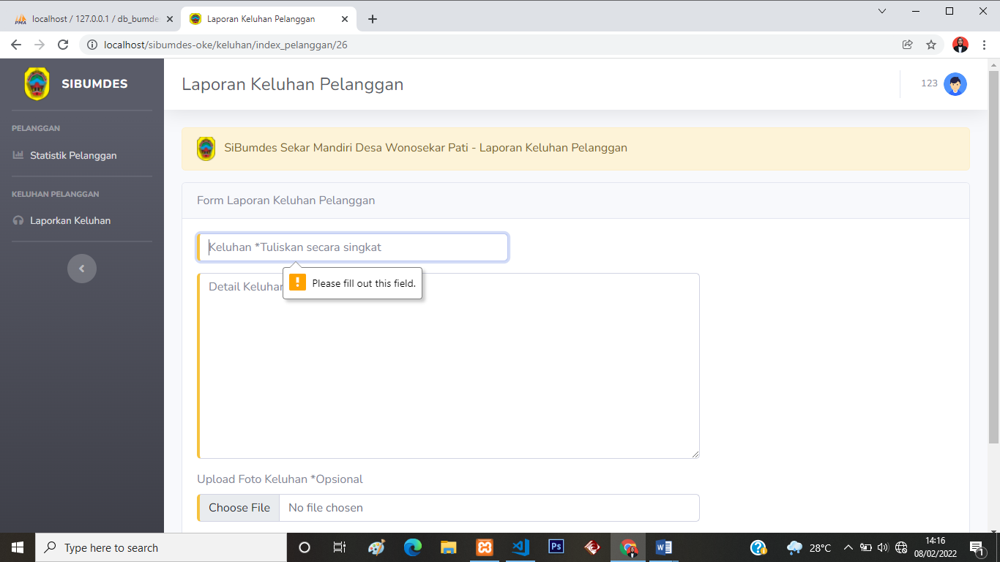 localhost / 127.0.0.1 / db_bumde
Laporan Keluhan Pelanggan
localhost/sibumdes-oke/keluhan/index_pelanggan/26
SIBUMDES
PELANGGAN
Statistik Pelanggan
KELUHAN PELANGGAN
Laporkan Keluhan
Laporan Keluhan Pelanggan
123
SiBumdes Sekar Mandiri Desa Wonosekar Pati - Laporan Keluhan Pelanggan
Form Laporan Keluhan Pelanggan
Keluhan *Tuliskan secara singkat
Please fill out this field.
Detail Keluhan
Upload Foto Keluhan *Opsional
Choose File No file chosen
Type here to search
Ps
28°C
14:16
08/02/2022
1